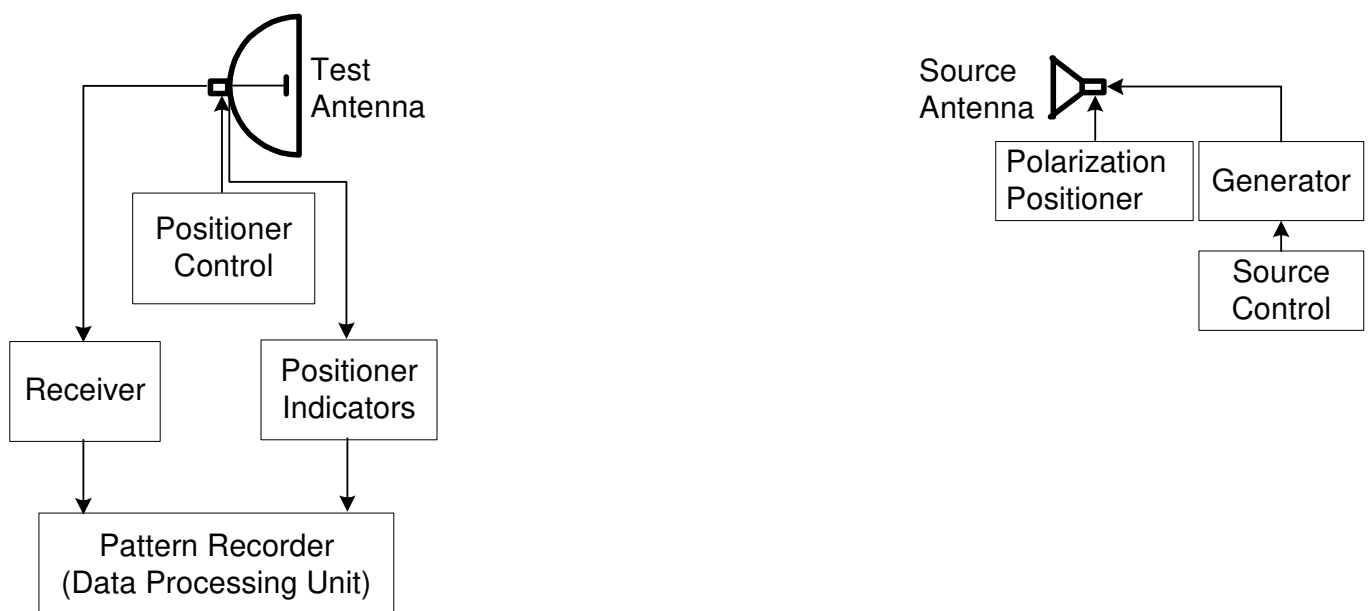 Test
Antenna
Source
Antenna
Polarization
Positioner
Generator
Positioner
Control
Source
Control
Receiver
Positioner
Indicators
Pattern Recorder
(Data Processing Unit)